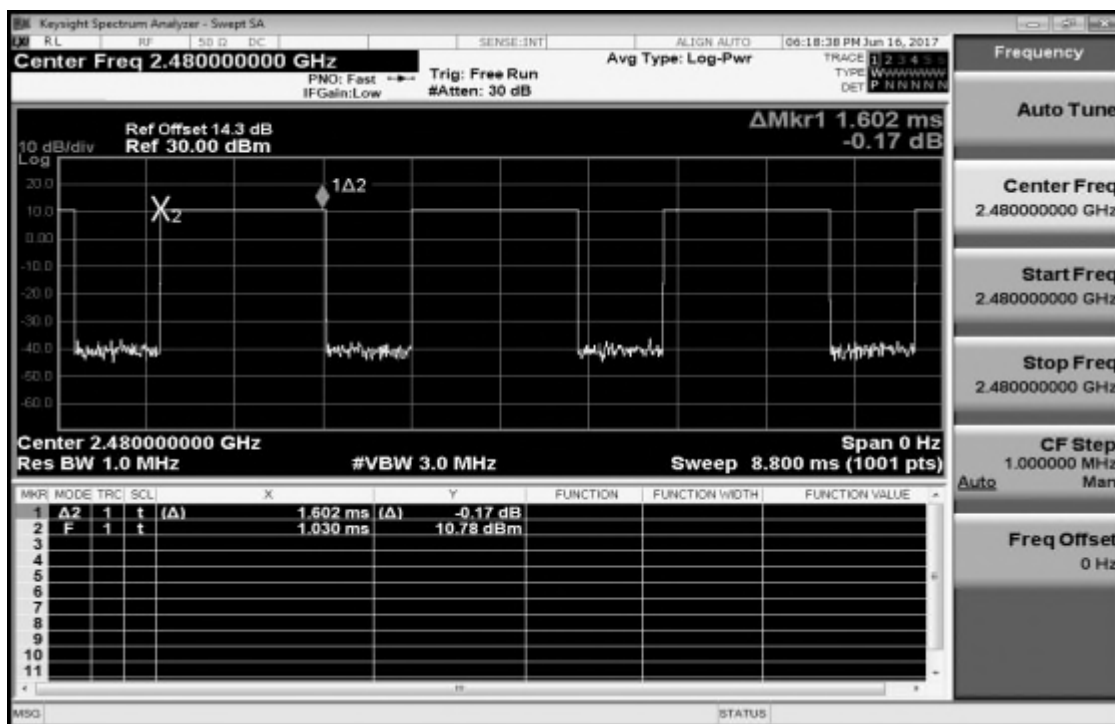 Keysight Spectrum Analyzer - Swept SA
RL RF 50 Ω DC SENSE:INT ALIGN AUTO 06:18:38 PM Jun 16, 2017
Center Freq 2.480000000 GHz
PNO: Fast
IFGain:Low
Trig: Free Run
#Atten: 30 dB
Avg Type: Log-Pwr
TRACE 1 2 3 4 5 6
TYPE WWWWWW
DET P N N N N N
Frequency
Auto Tune
Center Freq
2.480000000 GHz
Start Freq
2.480000000 GHz
Stop Freq
2.480000000 GHz
CF Step
1.000000 MHz
Auto Man
Freq Offset
0 Hz
Ref Offset 14.3 dB
10 dB/div Ref 30.00 dBm
Log
ΔMkr1 1.602 ms
-0.17 dB
20.0
10.0
0.00
-10.0
-20.0
-30.0
-40.0
-50.0
-60.0
X2
1Δ2
Center 2.480000000 GHz Span 0 Hz
Res BW 1.0 MHz #VBW 3.0 MHz Sweep 8.800 ms (1001 pts)
MKR MODE TRC SCL X Y FUNCTION FUNCTION WIDTH FUNCTION VALUE
1 Δ2 1 t (Δ) 1.602 ms (Δ) -0.17 dB
2 F 1 t 1.030 ms 10.78 dBm
3
4
5
6
7
8
9
10
11
MSG STATUS